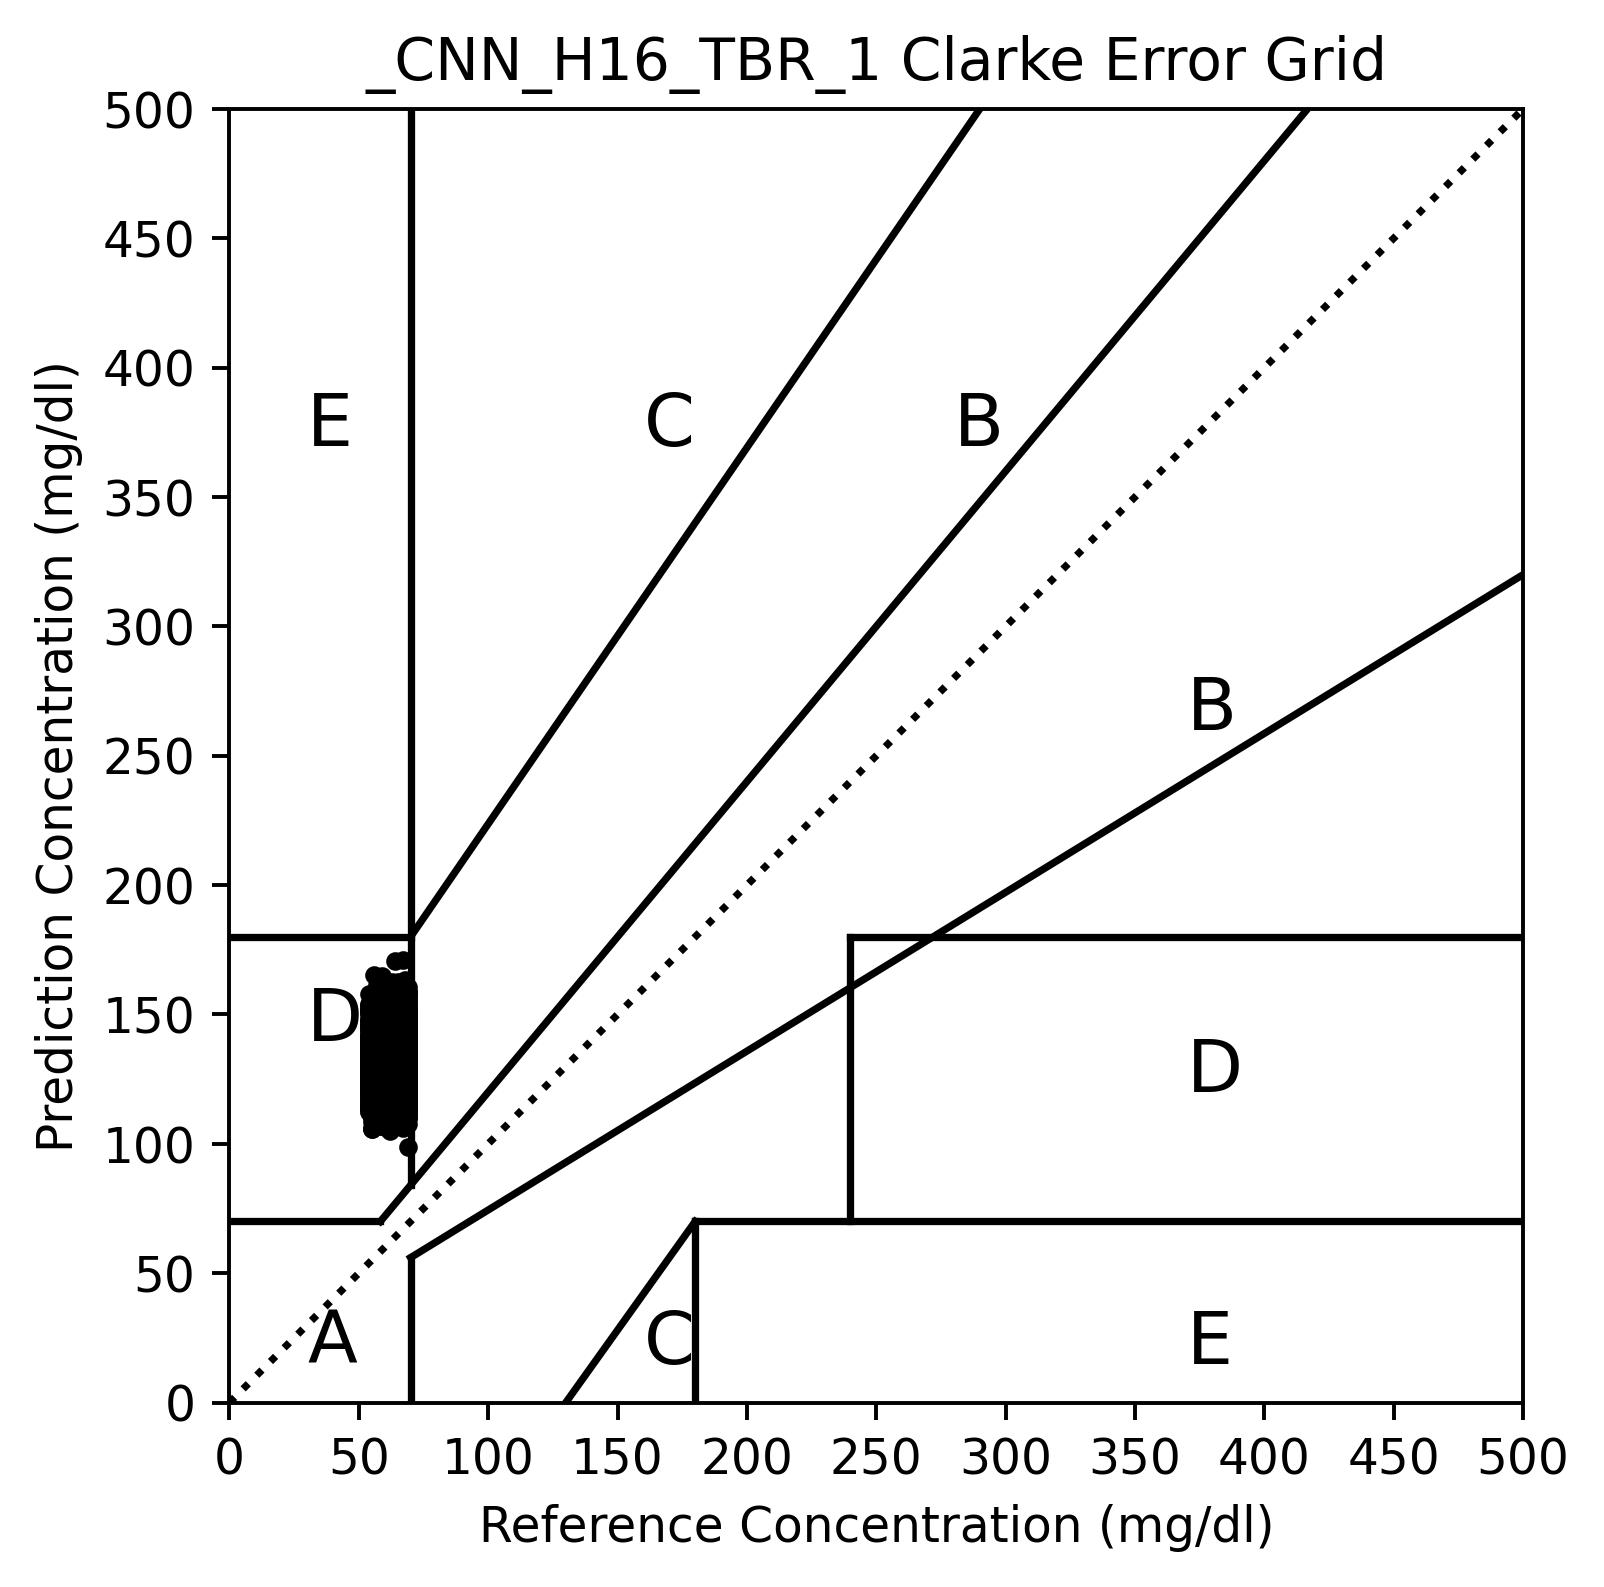 _CNN_H16_TBR_1 Clarke Error Grid
500
450
400
350
300
250
200
150
100
50
0
Prediction Concentration (mg/dl)
E
C
B
B
D
D
A
C
E
0 50 100 150 200 250 300 350 400 450 500
Reference Concentration (mg/dl)